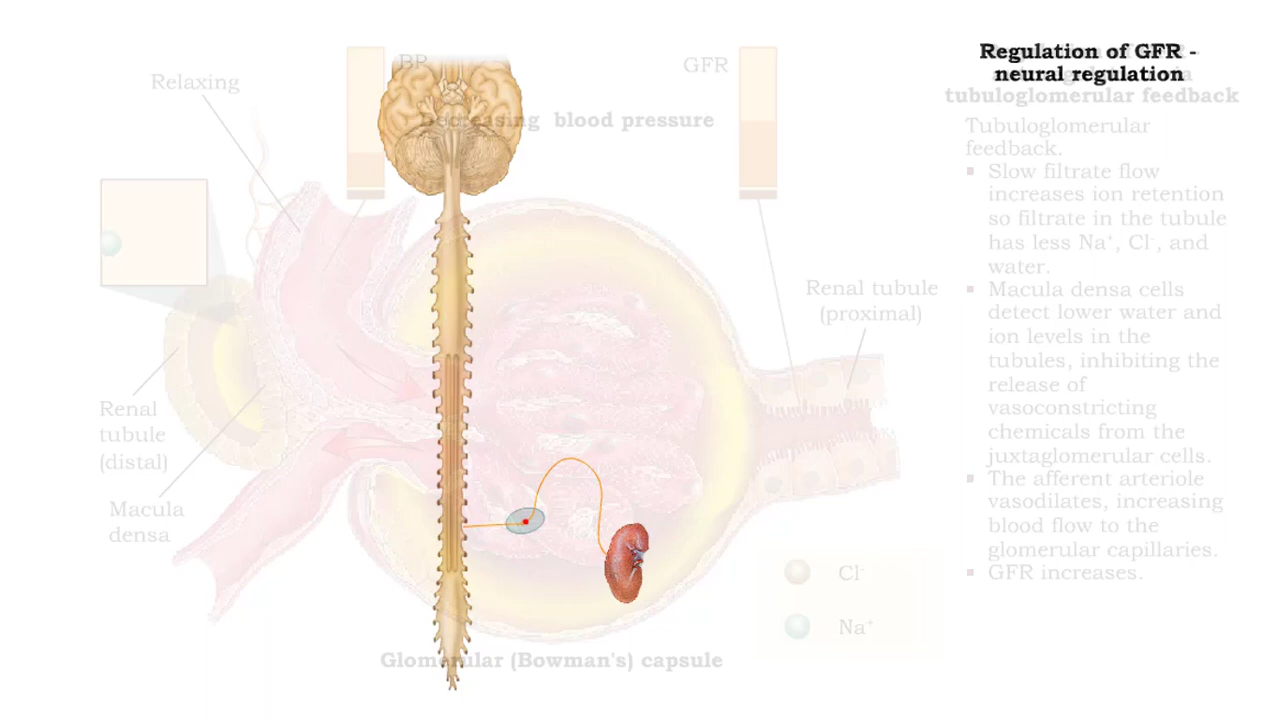 Regulation of GFR -
neural regulation
tubuloglomerular feedback
Relaxing
BP
GFR
blood pressure
Tubuloglomerular
feedback.
▪ Slow filtrate flow
increases ion retention
so filtrate in the tubule
has less Na⁺, Cl⁻, and
water.
▪ Macula densa cells
detect lower water and
ion levels in the
tubules, inhibiting the
release of
vasoconstricting
chemicals from the
juxtaglomerular cells.
▪ The afferent arteriole
vasodilates, increasing
blood flow to the
glomerular capillaries.
▪ GFR increases.
Renal tubule
(proximal)
Renal
tubule
(distal)
Macula
densa
Cl⁻
Na⁺
Glomerular (Bowman's) capsule